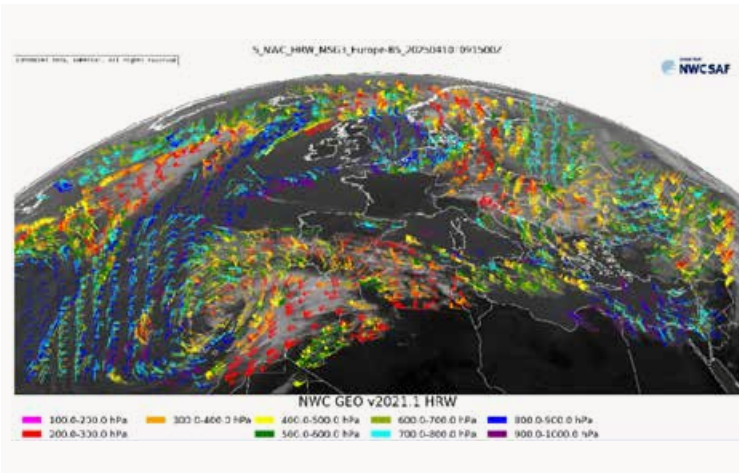 S_NWC_HRW_MSG3_Europe-BS_20250410T091500Z
NWCSAF
NWC GEO v2021.1 HRW
100.0-200.0 hPa
300.0-400.0 hPa
400.0-500.0 hPa
600.0-700.0 hPa
800.0-900.0 hPa
200.0-300.0 hPa
500.0-600.0 hPa
700.0-800.0 hPa
900.0-1000.0 hPa